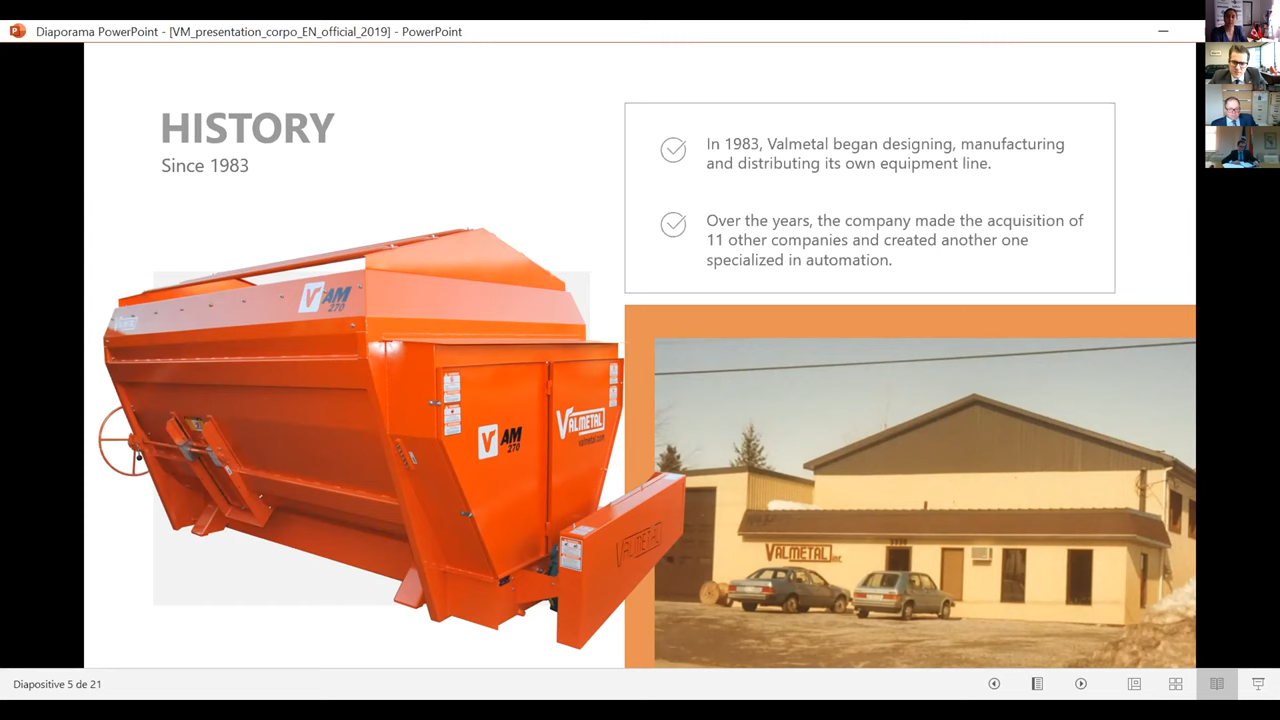 Diaporama PowerPoint - [VM_presentation_corpo_EN_official_2019] - PowerPoint
HISTORY
Since 1983
In 1983, Valmetal began designing, manufacturing
and distributing its own equipment line.
Over the years, the company made the acquisition of
11 other companies and created another one
specialized in automation.
V AM
270
V AM
270
VALMETAL
valmetal.com
VALMETAL
VALMETAL inc
Diapositive 5 de 21